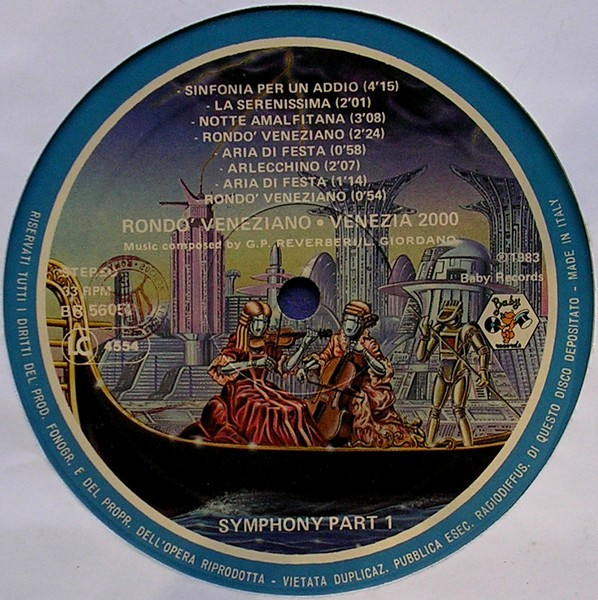 - SINFONIA PER UN ADDIO (4'15)
- LA SERENISSIMA (2'01)
- NOTTE AMALFITANA (3'08)
- RONDO' VENEZIANO (2'24)
- ARIA DI FESTA (0'58)
- ARLECCHINO (2'07)
- ARIA DI FESTA (1'14)
RONDO' VENEZIANO (0'54)
RONDO' VENEZIANO • VENEZIA 2000
Music composed by G.P. REVERBERI/L. GIORDANO
℗1983
Baby Records
Baby
STEREO
33 RPM
LC 4554
SYMPHONY PART 1
RISERVATI TUTTI I DIRITTI DEL PROD. FONOGR. E DEL PROPR. DELL'OPERA RIPRODOTTA - VIETATA DUPLICAZ. PUBBLICA ESEC. RADIODIFFUS. DI QUESTO DISCO DEPOSITATO - MADE IN ITALY